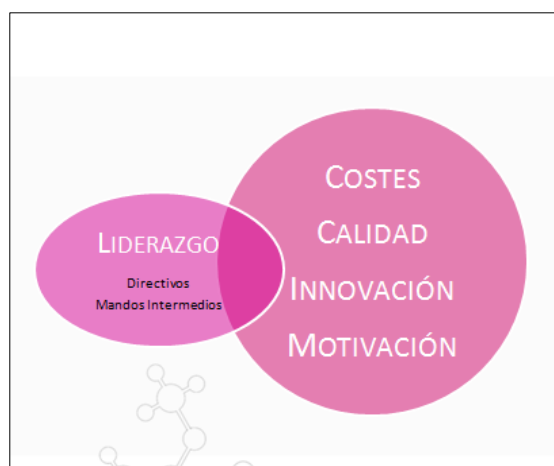 LIDERAZGO
Directivos
Mandos Intermedios
COSTES
CALIDAD
INNOVACIÓN
MOTIVACIÓN